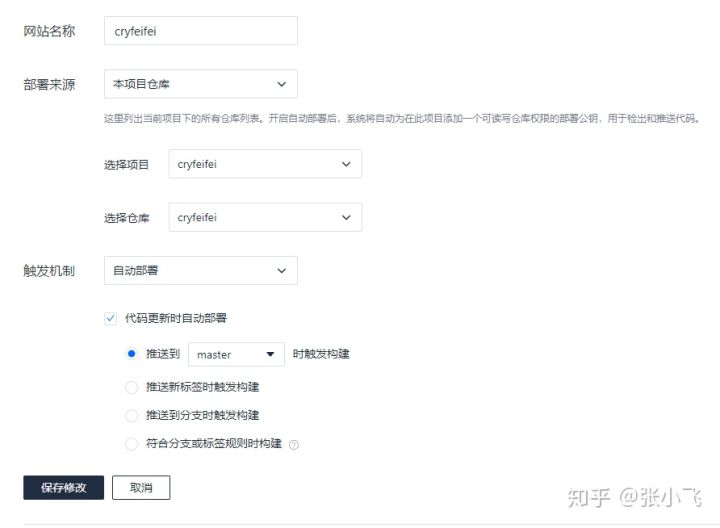 网站名称 cryfeifei
部署来源 本项目仓库
这里列出当前项目下的所有仓库列表。开启自动部署后，系统将自动为在此项目添加一个可读写仓库权限的部署公钥，用于检出和推送代码。
选择项目 cryfeifei
选择仓库 cryfeifei
触发机制 自动部署
代码更新时自动部署
推送到 master 时触发构建
推送新标签时触发构建
推送到分支时触发构建
符合分支或标签规则时构建 ?
保存修改 取消
知乎 @张小飞